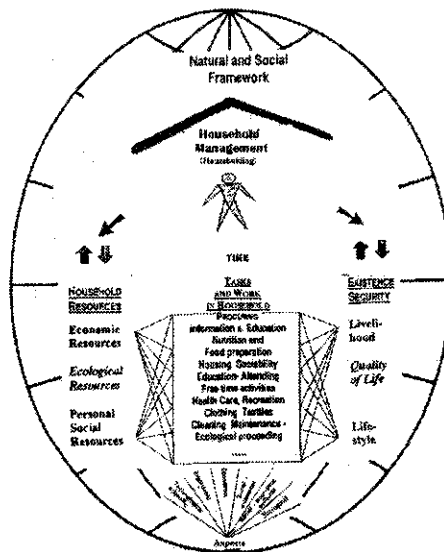 Natural and Social
Framework
Household
Management
TIME
HOUSEHOLD
RESOURCES
Economic
Resources
Ecological
Resources
Personal
Social
Resources
TASKS
AND WORK
IN HOUSEHOLD
Information & Education
Nutrition and
Food preparation
Housing Sociability
Education - Attending
Free time activities
Health Care, Recreation
Clothing Textiles
Cleaning Maintenance -
Ecological proceeding
EXISTENCE
SECURITY
Liveli-
hood
Quality
of Life
Life-
style
Aspects